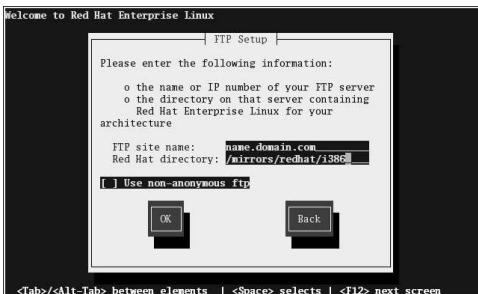 Welcome to Red Hat Enterprise Linux
FTP Setup
Please enter the following information:
o the name or IP number of your FTP server
o the directory on that server containing
Red Hat Enterprise Linux for your
architecture
FTP site name: name.domain.com
Red Hat directory: /mirrors/redhat/i386
[ ] Use non-anonymous ftp
OK Back
<Tab>/<Alt-Tab> between elements | <Space> selects | <F12> next screen